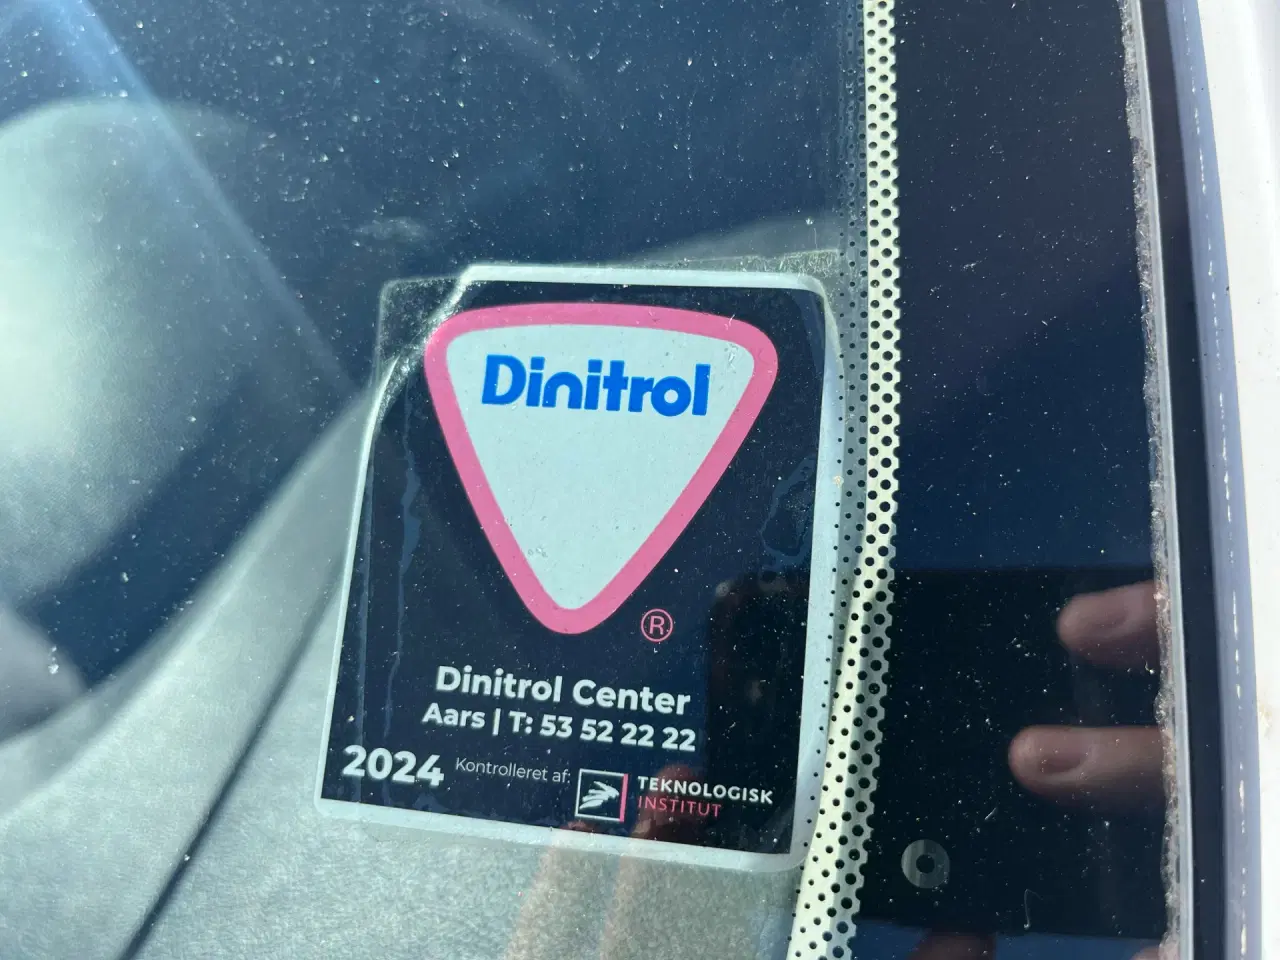 Dinitrol
®
Dinitrol Center
Aars | T: 53 52 22 22
2024 Kontrolleret af: TEKNOLOGISK
INSTITUT